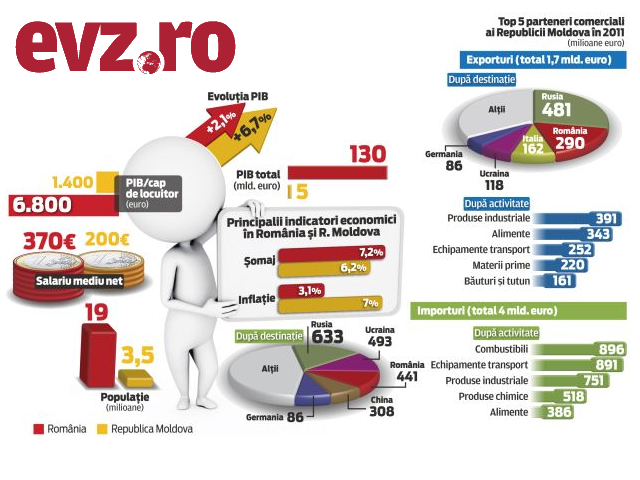 evz.ro
Top 5 parteneri comerciali
ai Republicii Moldova în 2011
(milioane euro)
Exporturi (total 1,7 mld. euro)
După destinație
Rusia
481
Alții
România
290
Italia
162
Germania
86
Ucraina
118
După activitate
Produse industriale 391
Alimente 343
Echipamente transport 252
Materii prime 220
Băuturi și tutun 161
Importuri (total 4 mld. euro)
După activitate
Combustibili 896
Echipamente transport 891
Produse industriale 751
Produse chimice 518
Alimente 386
Evoluția PIB
+2,1%
+6,7%
PIB total
(mld. euro)
130
5
1.400
6.800
PIB/cap
de locuitor
(euro)
370€ 200€
Salariu mediu net
19
3,5
Populație
(milioane)
Principalii indicatori economici
în România și R. Moldova
Șomaj
7,2%
6,2%
Inflație
3,1%
7%
După destinație
Rusia
633
Ucraina
493
Alții
România
441
China
308
Germania 86
România
Republica Moldova